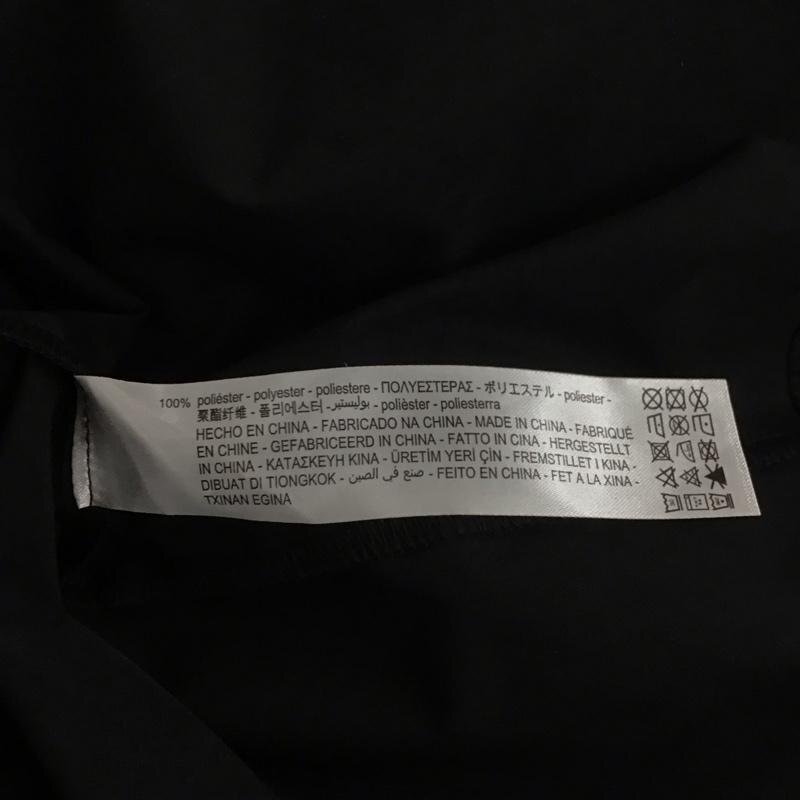 100% poliéster - polyester - poliestere - ΠΟΛΥΕΣΤΕΡΑΣ - ポリエステル - poliester -
聚酯纤维 - 폴리에스터 - بوليستير - polièster - poliesterra
HECHO EN CHINA - FABRICADO NA CHINA - MADE IN CHINA - FABRIQUÉ
EN CHINE - GEFABRICEERD IN CHINA - FATTO IN CINA - HERGESTELLT
IN CHINA - ΚΑΤΑΣΚΕΥΗ ΚΙΝΑ - ÜRETİM YERİ ÇİN - FREMSTILLET I KINA -
DIBUAT DI TIONGKOK - صنع في الصين - FEITO EN CHINA - FET A LA XINA -
TXINAN EGINA